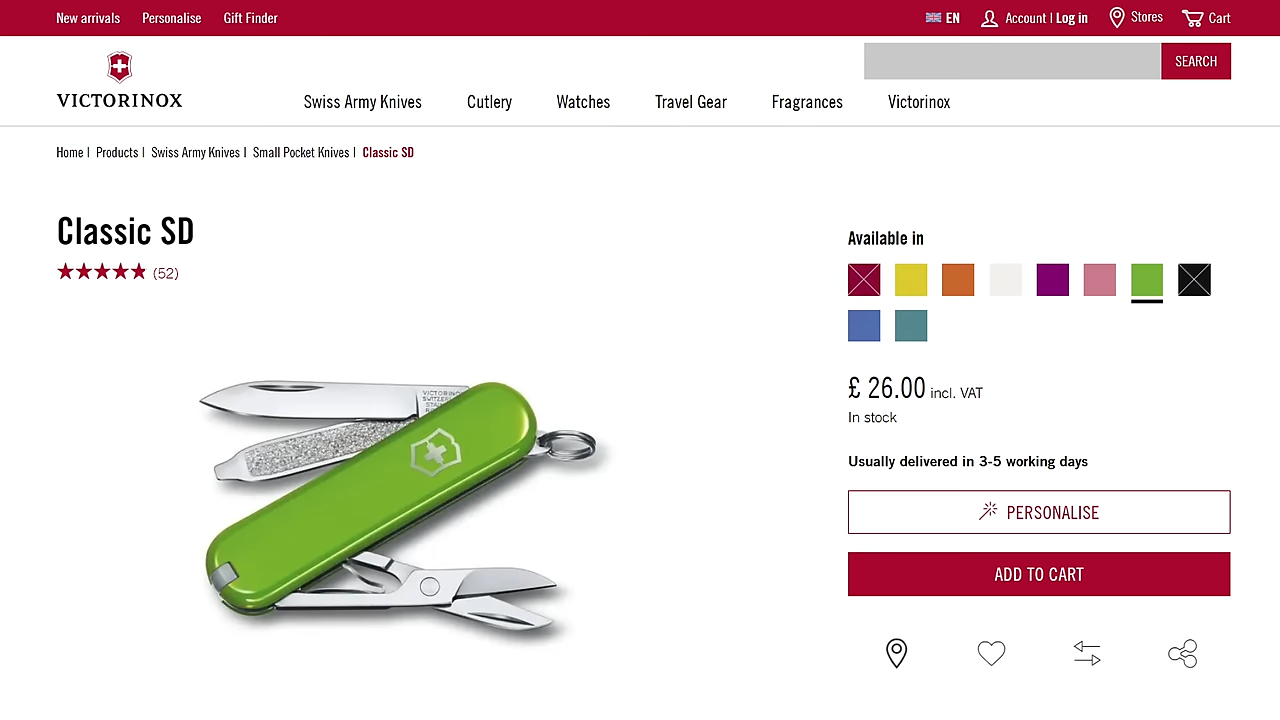 New arrivals Personalise Gift Finder EN Account | Log in Stores Cart
SEARCH
VICTORINOX
Swiss Army Knives Cutlery Watches Travel Gear Fragrances Victorinox
Home | Products | Swiss Army Knives | Small Pocket Knives | Classic SD
Classic SD
(52)
Available in
£ 26.00 incl. VAT
In stock
Usually delivered in 3-5 working days
PERSONALISE
ADD TO CART